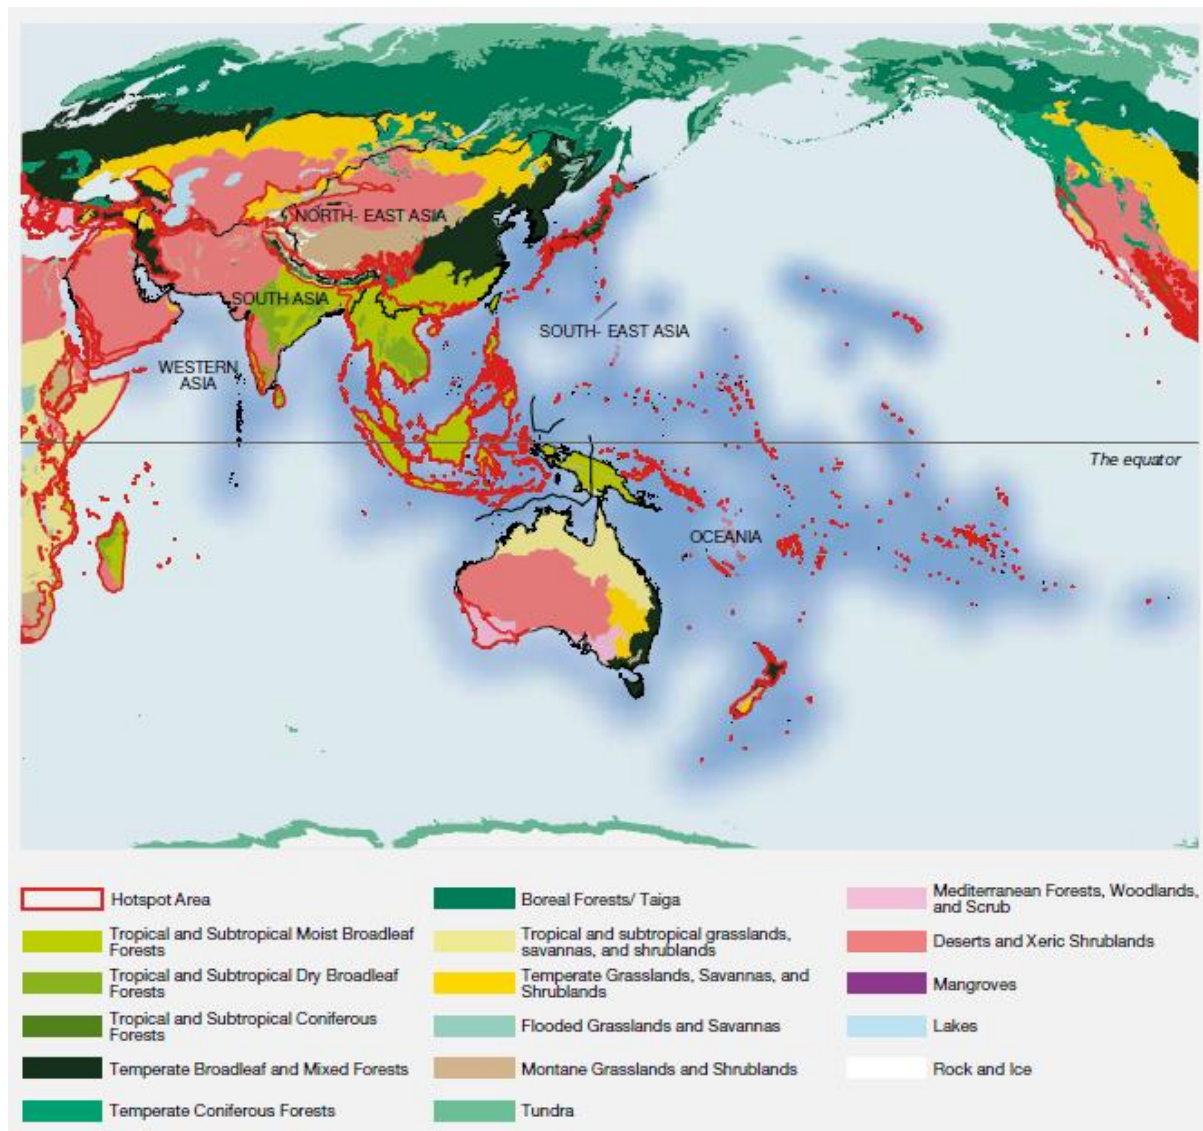 NORTH- EAST ASIA
SOUTH ASIA
SOUTH- EAST ASIA
WESTERN
ASIA
The equator
OCEANIA
Hotspot Area
Tropical and Subtropical Moist Broadleaf
Forests
Tropical and Subtropical Dry Broadleaf
Forests
Tropical and Subtropical Coniferous
Forests
Temperate Broadleaf and Mixed Forests
Temperate Coniferous Forests
Boreal Forests/ Taiga
Tropical and subtropical grasslands,
savannas, and shrublands
Temperate Grasslands, Savannas, and
Shrublands
Flooded Grasslands and Savannas
Montane Grasslands and Shrublands
Tundra
Mediterranean Forests, Woodlands,
and Scrub
Deserts and Xeric Shrublands
Mangroves
Lakes
Rock and Ice